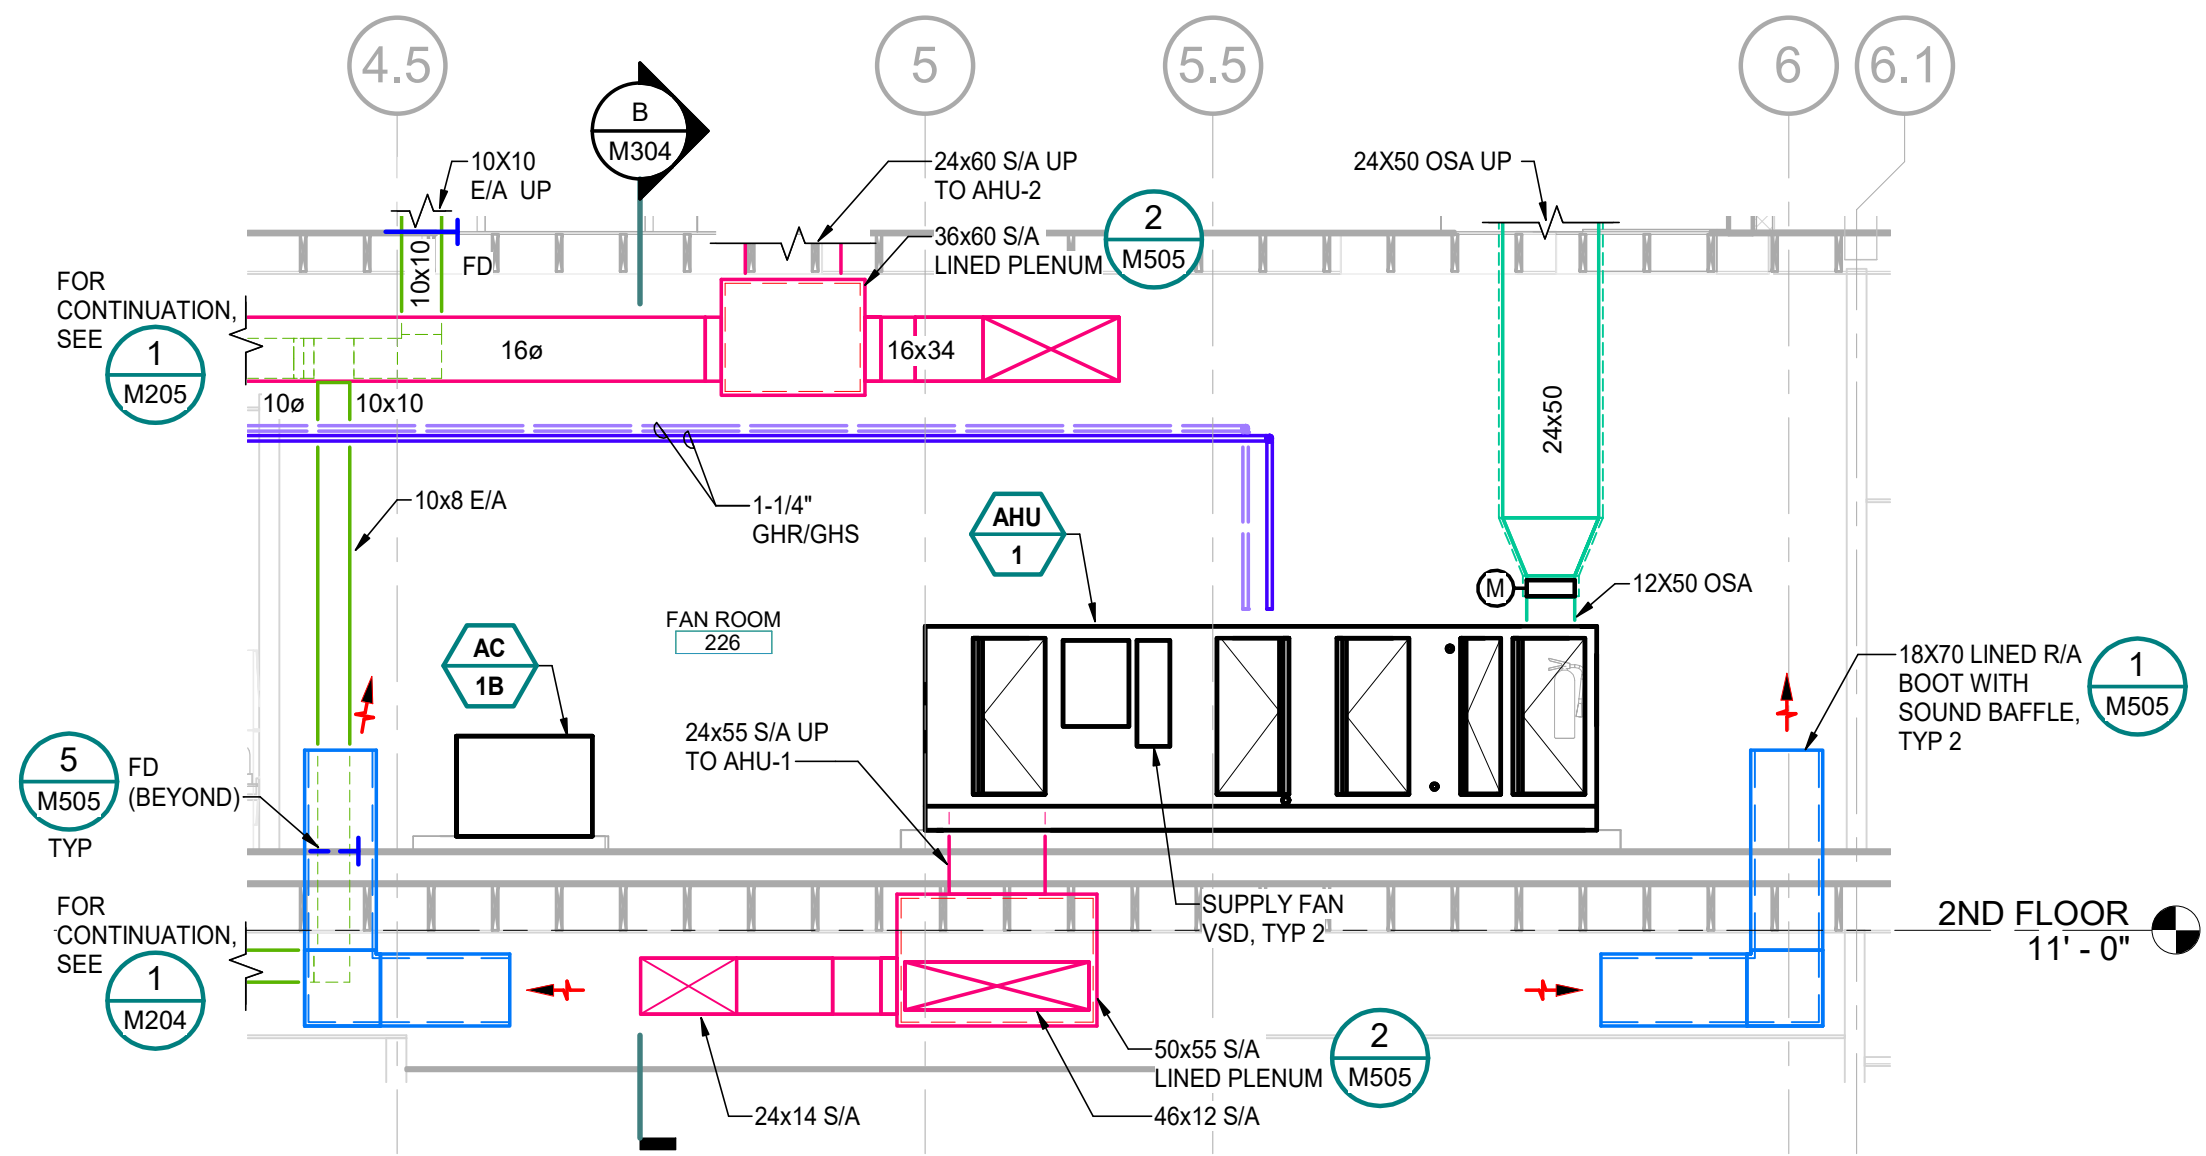 4.5
5
5.5
6
6.1
B
M304
10X10
E/A UP
24x60 S/A UP
TO AHU-2
24X50 OSA UP
2
M505
36x60 S/A
LINED PLENUM
10x10
FD
FOR
CONTINUATION,
SEE
1
M205
16ø
16x34
10ø
10x10
24x50
10x8 E/A
1-1/4"
GHR/GHS
AHU
1
M
12X50 OSA
FAN ROOM
226
AC
1B
18X70 LINED R/A
BOOT WITH
SOUND BAFFLE,
TYP 2
1
M505
24x55 S/A UP
TO AHU-1
5
M505
TYP
FD
(BEYOND)
SUPPLY FAN
VSD, TYP 2
FOR
CONTINUATION,
SEE
1
M204
2ND FLOOR
11' - 0"
50x55 S/A
LINED PLENUM
2
M505
24x14 S/A
46x12 S/A